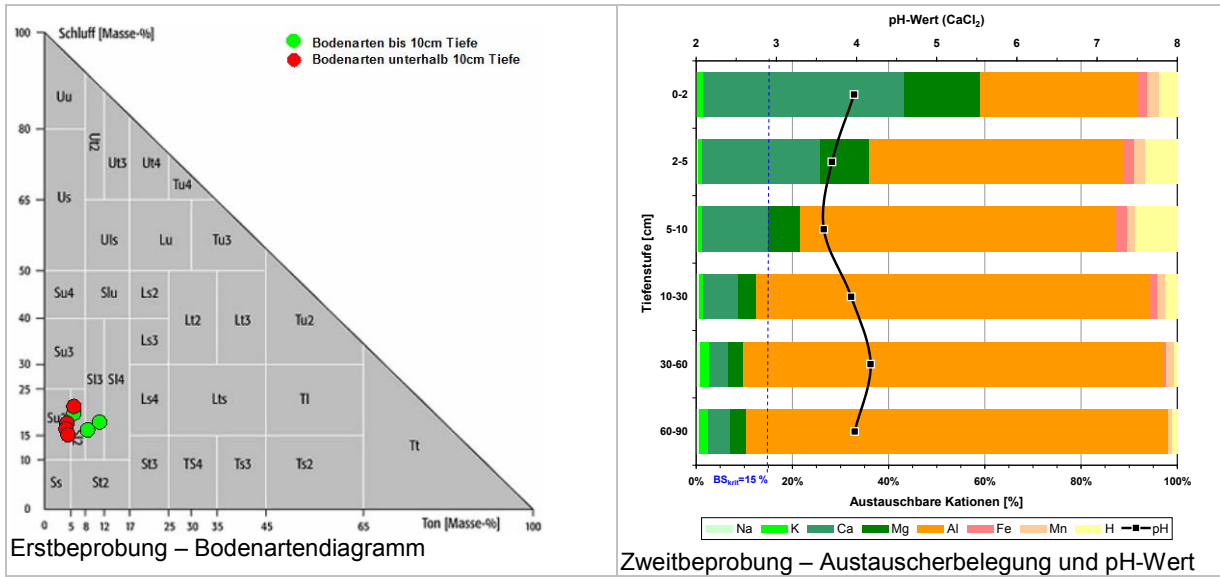 Schluff [Masse-%]
Bodenarten bis 10cm Tiefe
Bodenarten unterhalb 10cm Tiefe
100
80
65
50
40
30
25
15
10
0
Uu
Ut2
Ut3
Ut4
Tu4
Us
Uls
Lu
Tu3
Su4
Slu
Ls2
Lt2
Lt3
Tu2
Su3
Sl3
Sl4
Ls3
Ls4
Lts
Tl
Tt
Ss
St2
St3
TS4
Ts3
Ts2
0 5 8 12 17 25 30 35 45 65 100
Ton [Masse-%]
Erstbeprobung – Bodenartendiagramm
pH-Wert (CaCl2)
2 3 4 5 6 7 8
Tiefenstufe [cm]
0-2
2-5
5-10
10-30
30-60
60-90
BSkrit=15 %
0% 20% 40% 60% 80% 100%
Austauschbare Kationen [%]
Na K Ca Mg Al Fe Mn H pH
Zweitbeprobung – Austauscherbelegung und pH-Wert